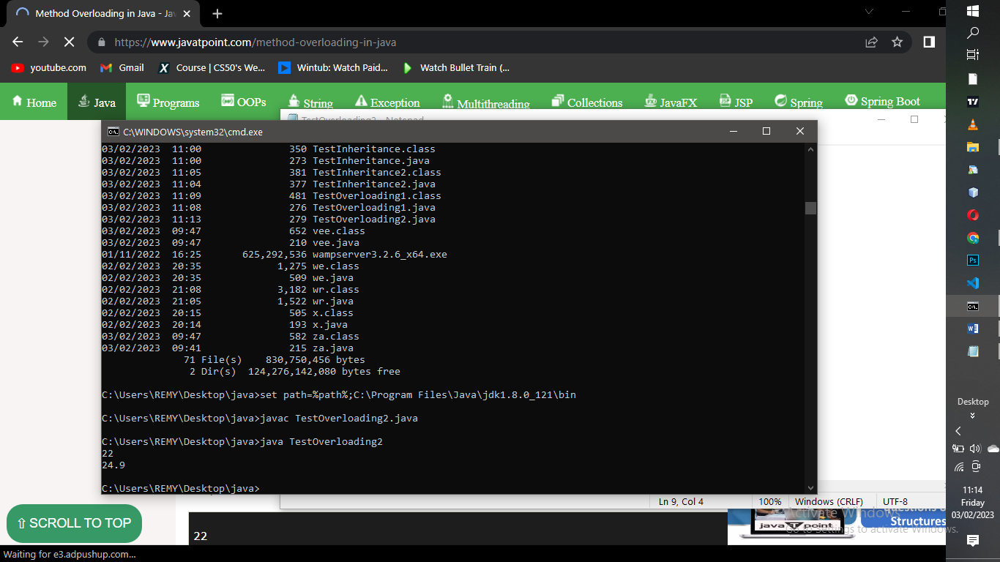 Method Overloading in Java - Jav
https://www.javatpoint.com/method-overloading-in-java
youtube.com Gmail Course | CS50's We... Wintub: Watch Paid... Watch Bullet Train (...
Home Java Programs OOPs String Exception Multithreading Collections JavaFX JSP Spring Spring Boot
TestOverloading2 - Notepad
C:\WINDOWS\system32\cmd.exe
03/02/2023 11:00 350 TestInheritance.class
03/02/2023 11:00 273 TestInheritance.java
03/02/2023 11:05 381 TestInheritance2.class
03/02/2023 11:04 377 TestInheritance2.java
03/02/2023 11:09 481 TestOverloading1.class
03/02/2023 11:08 276 TestOverloading1.java
03/02/2023 11:13 279 TestOverloading2.java
03/02/2023 09:47 652 vee.class
03/02/2023 09:47 210 vee.java
01/11/2022 16:25 625,292,536 wampserver3.2.6_x64.exe
02/02/2023 20:35 1,275 we.class
02/02/2023 20:35 509 we.java
02/02/2023 21:08 3,182 wr.class
02/02/2023 21:05 1,522 wr.java
02/02/2023 20:15 505 x.class
02/02/2023 20:14 193 x.java
03/02/2023 09:47 582 za.class
03/02/2023 09:41 215 za.java
71 File(s) 830,750,456 bytes
2 Dir(s) 124,276,142,080 bytes free
C:\Users\REMY\Desktop\java>set path=%path%;C:\Program Files\Java\jdk1.8.0_121\bin
C:\Users\REMY\Desktop\java>javac TestOverloading2.java
C:\Users\REMY\Desktop\java>java TestOverloading2
22
24.9
C:\Users\REMY\Desktop\java>
Ln 9, Col 4 100% Windows (CRLF) UTF-8
SCROLL TO TOP
22
java T point
Structures
Activate Windows
Go to Settings to activate Windows.
Waiting for e3.adpushup.com...
Ps
Desktop
11:14
Friday
03/02/2023